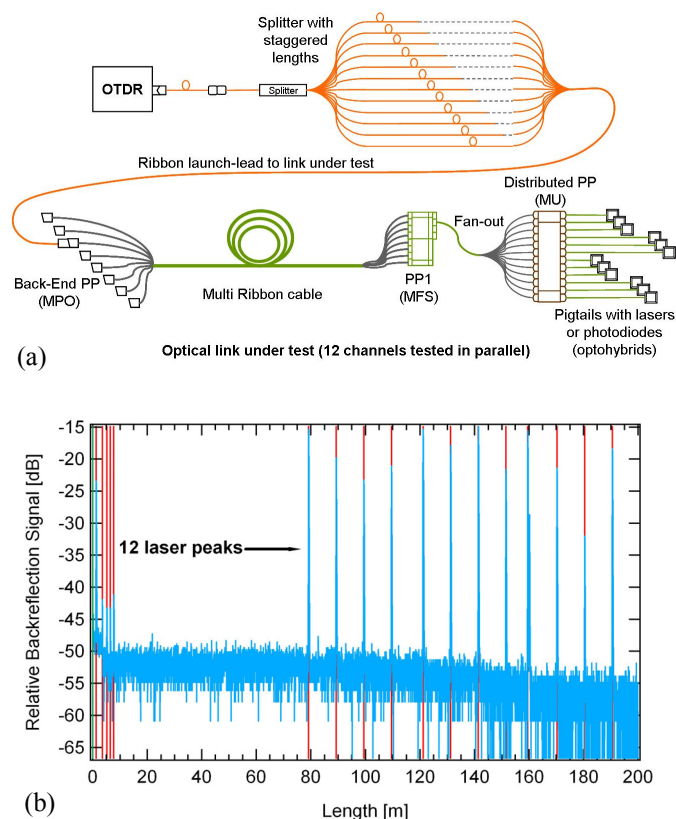 Splitter with
staggered
lengths
OTDR
Splitter
Ribbon launch-lead to link under test
Distributed PP
(MU)
Fan-out
Back-End PP
(MPO)
Multi Ribbon cable
PP1
(MFS)
Pigtails with lasers
or photodiodes
(optohybrids)
(a)
Optical link under test (12 channels tested in parallel)
Relative Backreflection Signal [dB]
-15
-20
-25
-30
-35
-40
-45
-50
-55
-60
-65
12 laser peaks
0 20 40 60 80 100 120 140 160 180 200
Length [m]
(b)